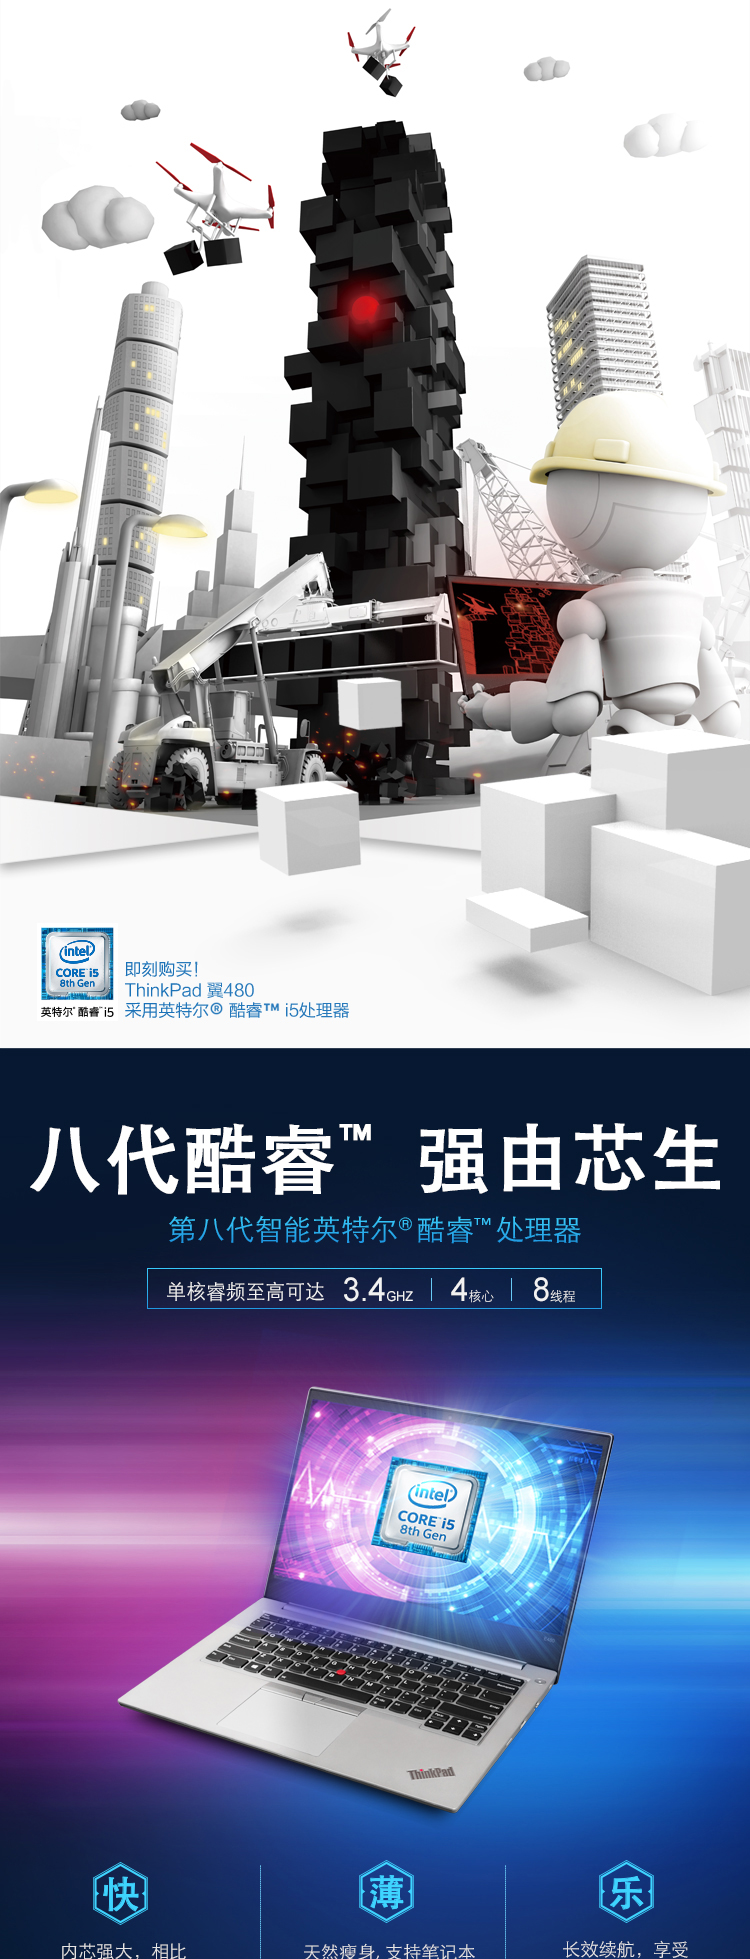 intel
CORE™ i5
8th Gen
英特尔® 酷睿™ i5
即刻购买！
ThinkPad 翼480
采用英特尔® 酷睿™ i5处理器
八代酷睿™ 强由芯生
第八代智能英特尔®酷睿™处理器
单核睿频至高可达 3.4GHZ | 4核心 | 8线程
intel
CORE™ i5
8th Gen
ThinkPad
快
薄
乐
内芯强大，相比
天然瘦身, 支持笔记本
长效续航，享受